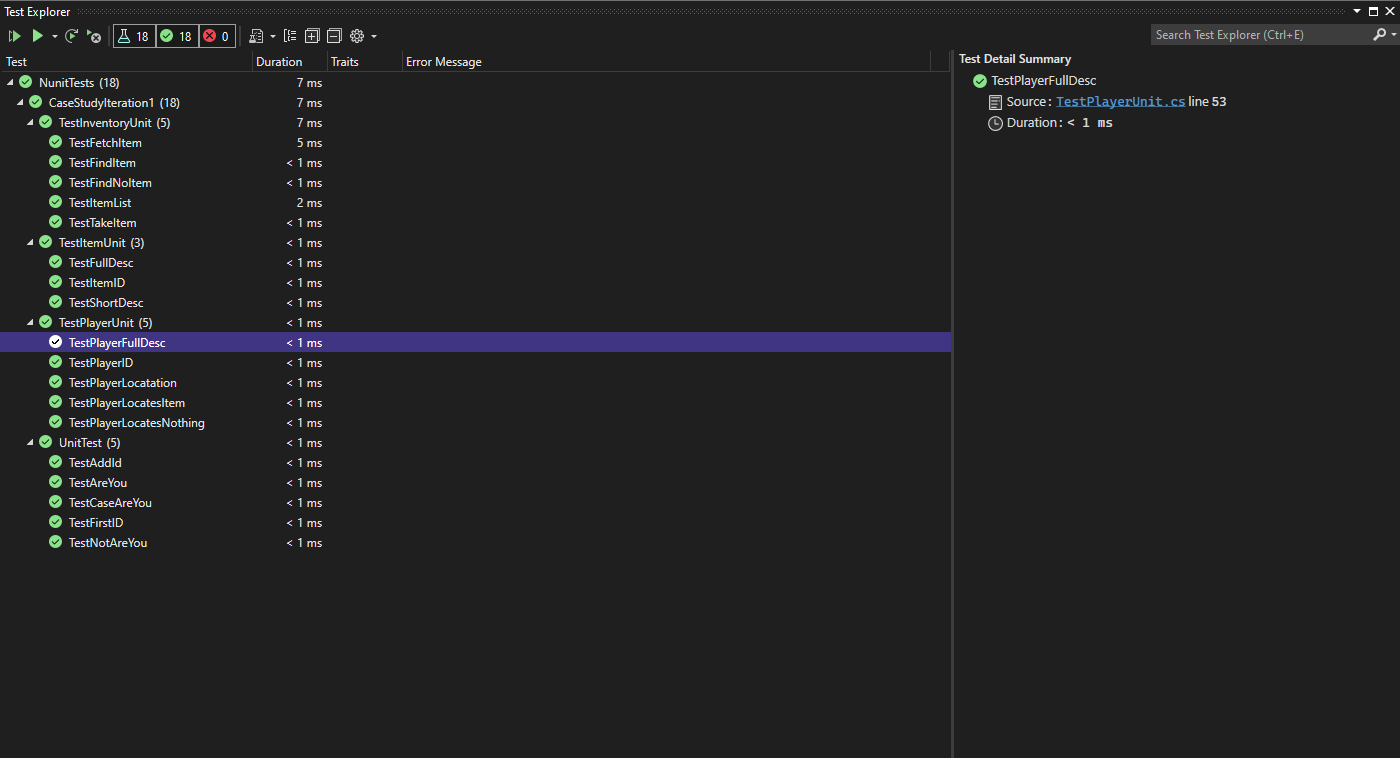 Test Explorer
18 18 0 Search Test Explorer (Ctrl+E)
Test Duration Traits Error Message
NunitTests (18) 7 ms
CaseStudyIteration1 (18) 7 ms
TestInventoryUnit (5) 7 ms
TestFetchItem 5 ms
TestFindItem < 1 ms
TestFindNoItem < 1 ms
TestItemList 2 ms
TestTakeItem < 1 ms
TestItemUnit (3) < 1 ms
TestFullDesc < 1 ms
TestItemID < 1 ms
TestShortDesc < 1 ms
TestPlayerUnit (5) < 1 ms
TestPlayerFullDesc < 1 ms
TestPlayerID < 1 ms
TestPlayerLocatation < 1 ms
TestPlayerLocatesItem < 1 ms
TestPlayerLocatesNothing < 1 ms
UnitTest (5) < 1 ms
TestAddId < 1 ms
TestAreYou < 1 ms
TestCaseAreYou < 1 ms
TestFirstID < 1 ms
TestNotAreYou < 1 ms
Test Detail Summary
TestPlayerFullDesc
Source: TestPlayerUnit.cs line 53
Duration: < 1 ms